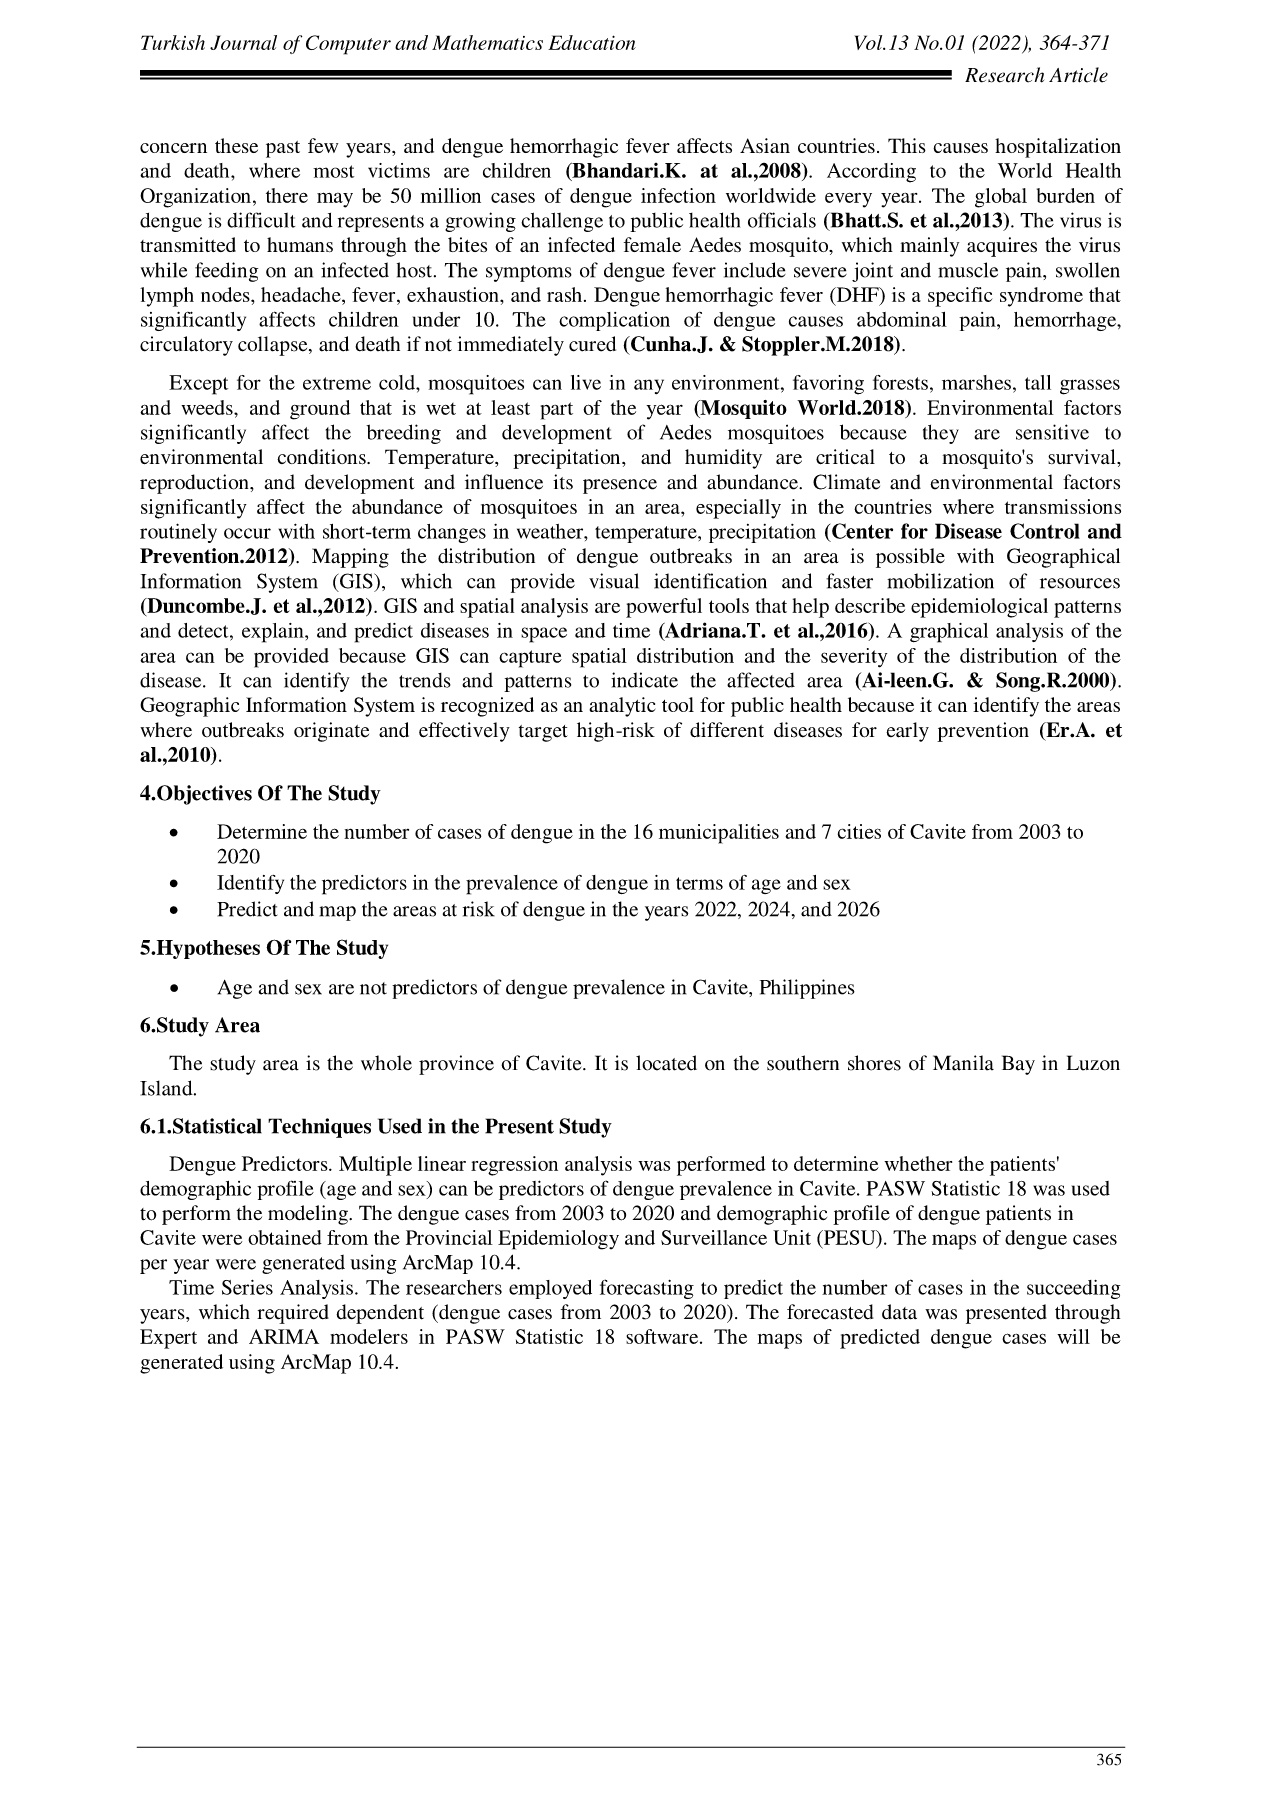 Turkish Journal of Computer and Mathematics Education Vol.13 No.01 (2022), 364-371
Research Article
concern these past few years, and dengue hemorrhagic fever affects Asian countries. This causes hospitalization
and death, where most victims are children (Bhandari.K. at al.,2008). According to the World Health
Organization, there may be 50 million cases of dengue infection worldwide every year. The global burden of
dengue is difficult and represents a growing challenge to public health officials (Bhatt.S. et al.,2013). The virus is
transmitted to humans through the bites of an infected female Aedes mosquito, which mainly acquires the virus
while feeding on an infected host. The symptoms of dengue fever include severe joint and muscle pain, swollen
lymph nodes, headache, fever, exhaustion, and rash. Dengue hemorrhagic fever (DHF) is a specific syndrome that
significantly affects children under 10. The complication of dengue causes abdominal pain, hemorrhage,
circulatory collapse, and death if not immediately cured (Cunha.J. & Stoppler.M.2018).
Except for the extreme cold, mosquitoes can live in any environment, favoring forests, marshes, tall grasses
and weeds, and ground that is wet at least part of the year (Mosquito World.2018). Environmental factors
significantly affect the breeding and development of Aedes mosquitoes because they are sensitive to
environmental conditions. Temperature, precipitation, and humidity are critical to a mosquito's survival,
reproduction, and development and influence its presence and abundance. Climate and environmental factors
significantly affect the abundance of mosquitoes in an area, especially in the countries where transmissions
routinely occur with short-term changes in weather, temperature, precipitation (Center for Disease Control and
Prevention.2012). Mapping the distribution of dengue outbreaks in an area is possible with Geographical
Information System (GIS), which can provide visual identification and faster mobilization of resources
(Duncombe.J. et al.,2012). GIS and spatial analysis are powerful tools that help describe epidemiological patterns
and detect, explain, and predict diseases in space and time (Adriana.T. et al.,2016). A graphical analysis of the
area can be provided because GIS can capture spatial distribution and the severity of the distribution of the
disease. It can identify the trends and patterns to indicate the affected area (Ai-leen.G. & Song.R.2000).
Geographic Information System is recognized as an analytic tool for public health because it can identify the areas
where outbreaks originate and effectively target high-risk of different diseases for early prevention (Er.A. et
al.,2010).
4.Objectives Of The Study
• Determine the number of cases of dengue in the 16 municipalities and 7 cities of Cavite from 2003 to
2020
• Identify the predictors in the prevalence of dengue in terms of age and sex
• Predict and map the areas at risk of dengue in the years 2022, 2024, and 2026
5.Hypotheses Of The Study
• Age and sex are not predictors of dengue prevalence in Cavite, Philippines
6.Study Area
The study area is the whole province of Cavite. It is located on the southern shores of Manila Bay in Luzon
Island.
6.1.Statistical Techniques Used in the Present Study
Dengue Predictors. Multiple linear regression analysis was performed to determine whether the patients'
demographic profile (age and sex) can be predictors of dengue prevalence in Cavite. PASW Statistic 18 was used
to perform the modeling. The dengue cases from 2003 to 2020 and demographic profile of dengue patients in
Cavite were obtained from the Provincial Epidemiology and Surveillance Unit (PESU). The maps of dengue cases
per year were generated using ArcMap 10.4.
Time Series Analysis. The researchers employed forecasting to predict the number of cases in the succeeding
years, which required dependent (dengue cases from 2003 to 2020). The forecasted data was presented through
Expert and ARIMA modelers in PASW Statistic 18 software. The maps of predicted dengue cases will be
generated using ArcMap 10.4.
365